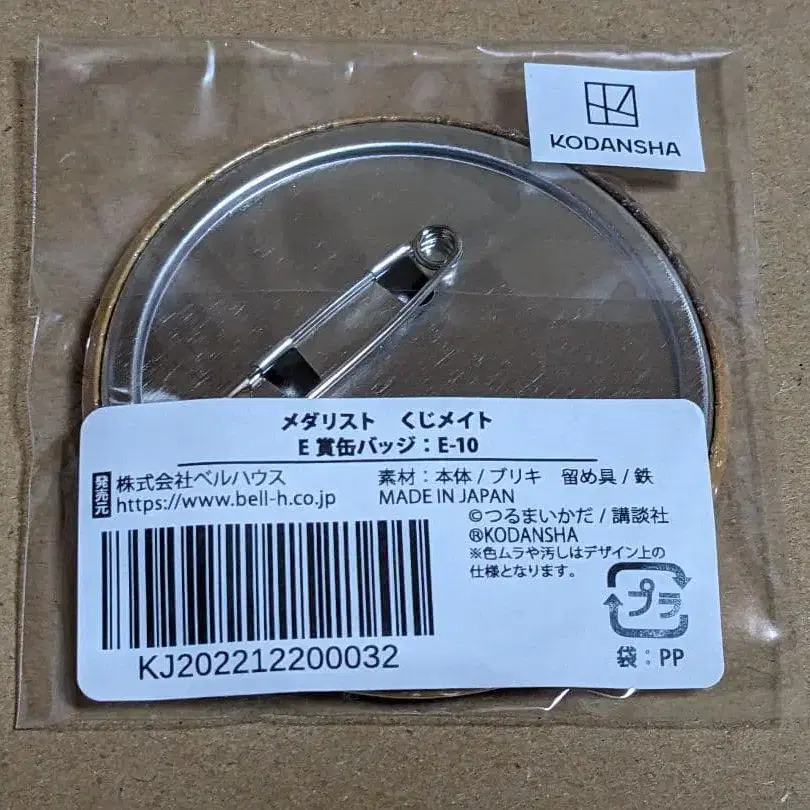 KODANSHA
メダリスト くじメイト
E 賞缶バッジ：E-10
発売元 株式会社ベルハウス
https://www.bell-h.co.jp
素材：本体/ブリキ 留め具/鉄
MADE IN JAPAN
©つるまいかだ/講談社
®KODANSHA
※色ムラや汚しはデザイン上の
仕様となります。
KJ202212200032
プラ
袋：PP